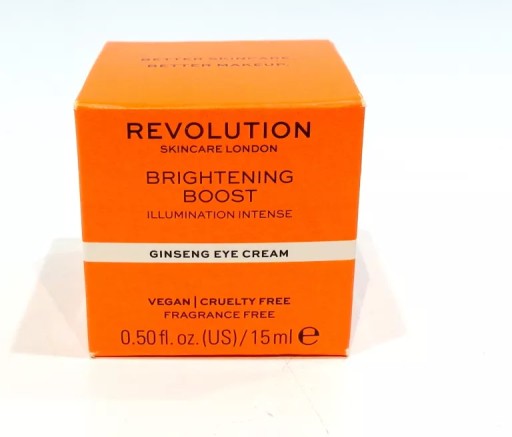 BETTER SKINCARE
BETTER MAKEUP.
REVOLUTION
SKINCARE LONDON
BRIGHTENING
BOOST
ILLUMINATION INTENSE
GINSENG EYE CREAM
VEGAN | CRUELTY FREE
FRAGRANCE FREE
0.50 fl. oz. (US) / 15 ml ℮